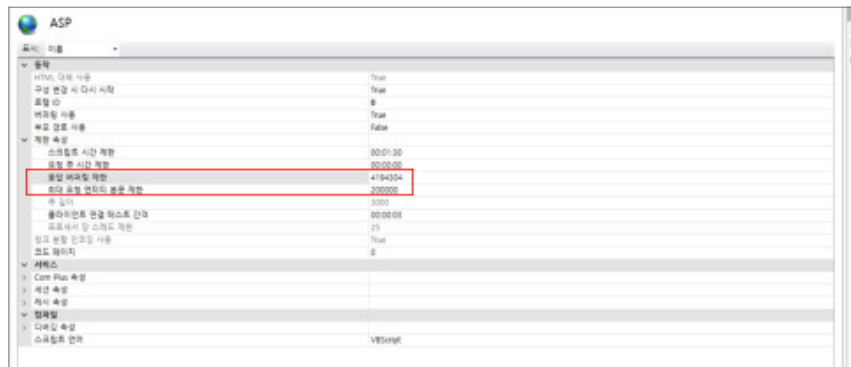 ASP
표시: 이름
동작
HTML 대체 사용 True
구성 변경 시 다시 시작 True
로컬 ID 0
버퍼링 사용 True
부모 경로 사용 False
제한 속성
스크립트 시간 제한 00:01:30
요청 큐 시간 제한 00:00:00
응답 버퍼링 제한 4194304
최대 요청 엔터티 본문 제한 200000
큐 길이 3000
클라이언트 연결 테스트 간격 00:00:03
프로세서 당 스레드 제한 25
청크 분할 인코딩 사용 True
코드 페이지 0
서비스
Com Plus 속성
세션 속성
캐시 속성
컴파일
디버깅 속성
스크립트 언어 VBScript